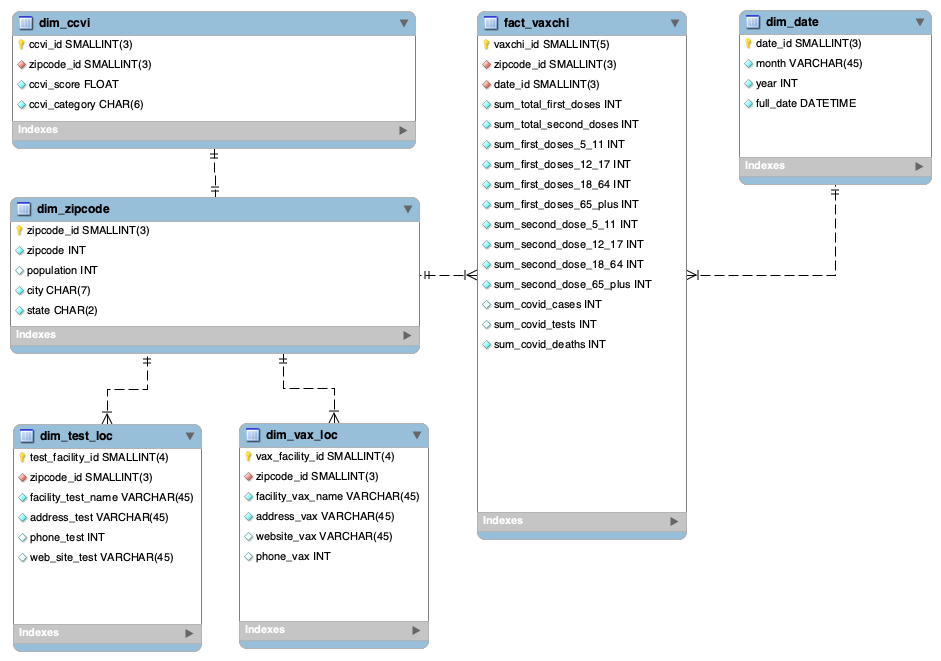 dim_ccvi
ccvi_id SMALLINT(3)
zipcode_id SMALLINT(3)
ccvi_score FLOAT
ccvi_category CHAR(6)
Indexes
dim_zipcode
zipcode_id SMALLINT(3)
zipcode INT
population INT
city CHAR(7)
state CHAR(2)
Indexes
dim_test_loc
test_facility_id SMALLINT(4)
zipcode_id SMALLINT(3)
facility_test_name VARCHAR(45)
address_test VARCHAR(45)
phone_test INT
web_site_test VARCHAR(45)
Indexes
dim_vax_loc
vax_facility_id SMALLINT(4)
zipcode_id SMALLINT(3)
facility_vax_name VARCHAR(45)
address_vax VARCHAR(45)
website_vax VARCHAR(45)
phone_vax INT
Indexes
fact_vaxchi
vaxchi_id SMALLINT(5)
zipcode_id SMALLINT(3)
date_id SMALLINT(3)
sum_total_first_doses INT
sum_total_second_doses INT
sum_first_doses_5_11 INT
sum_first_doses_12_17 INT
sum_first_doses_18_64 INT
sum_first_doses_65_plus INT
sum_second_dose_5_11 INT
sum_second_dose_12_17 INT
sum_second_dose_18_64 INT
sum_second_dose_65_plus INT
sum_covid_cases INT
sum_covid_tests INT
sum_covid_deaths INT
Indexes
dim_date
date_id SMALLINT(3)
month VARCHAR(45)
year INT
full_date DATETIME
Indexes